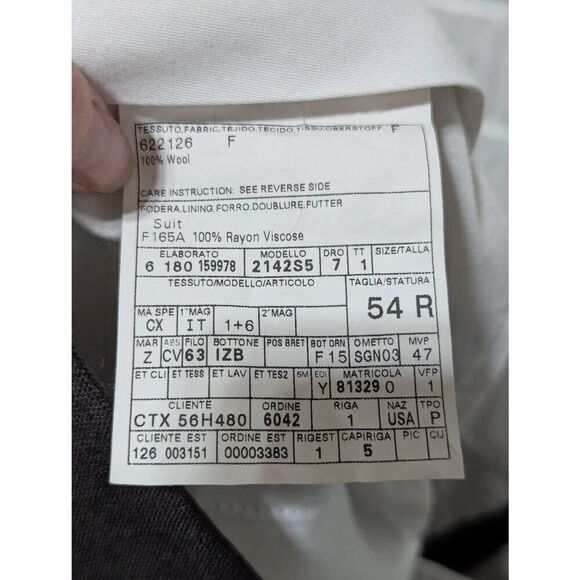 TESSUTO,FABRIC,TEJIDO,TECIDO,TISSU,OBERSTOFF F
622126 F
100% Wool
CARE INSTRUCTION: SEE REVERSE SIDE
FODERA,LINING,FORRO,DOUBLURE,FUTTER
Suit
F165A 100% Rayon Viscose
ELABORATO MODELLO DRO TT SIZE/TALLA
6 180 159978 2142S5 7 1
TESSUTO/MODELLO/ARTICOLO TAGLIA/STATURA
54 R
MA SPE 1°MAG 2°MAG
CX IT 1+6
MAR ABS FILO BOTTONE POS BRET BOT ORN OMETTO MVP
Z CV 63 IZB F15 SGN03 47
ET CLI ET TESS ET LAV ET TES2 SM EDI MATRICOLA VFP
Y 81329 0 1
CLIENTE ORDINE RIGA NAZ TPO
CTX 56H480 6042 1 USA P
CLIENTE EST ORDINE EST RIGEST CAPIRIGA PIC CU
126 003151 00003383 1 5